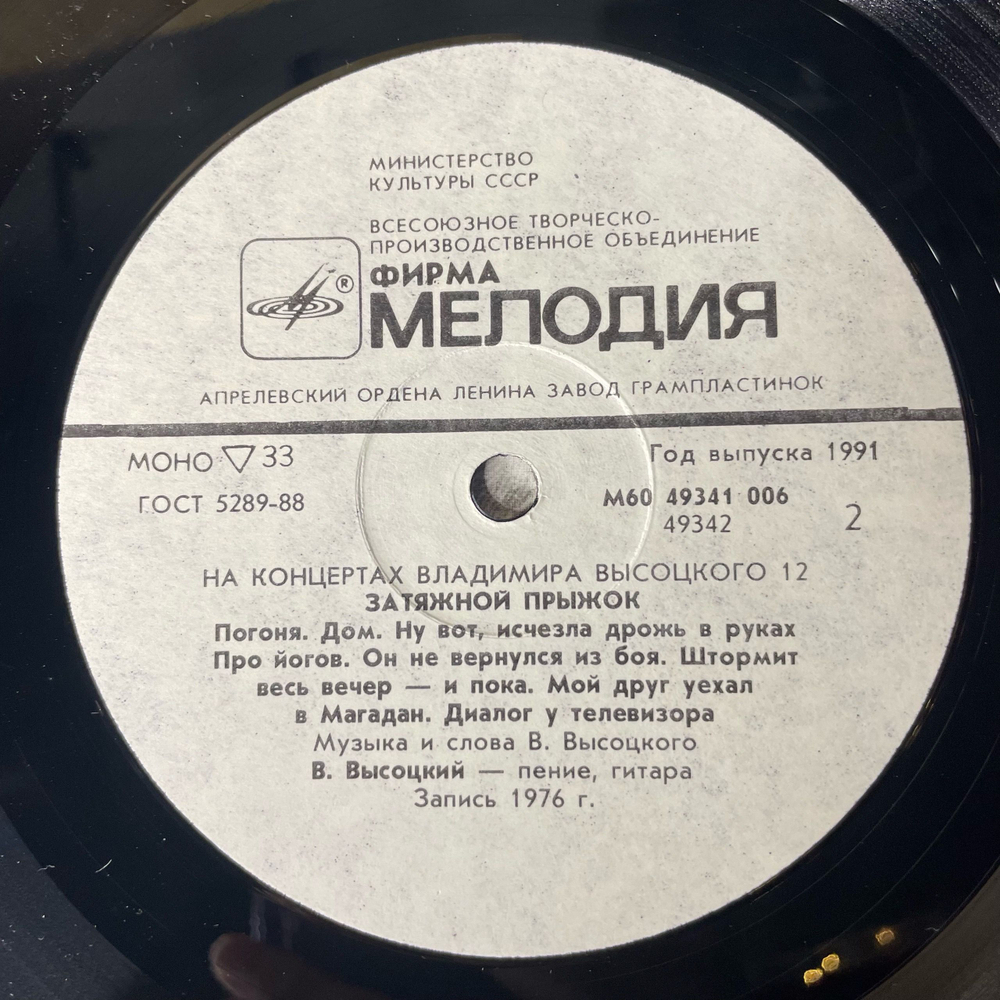 МИНИСТЕРСТВО
КУЛЬТУРЫ СССР
ВСЕСОЮЗНОЕ ТВОРЧЕСКО-
ПРОИЗВОДСТВЕННОЕ ОБЪЕДИНЕНИЕ
ФИРМА
®
МЕЛОДИЯ
АПРЕЛЕВСКИЙ ОРДЕНА ЛЕНИНА ЗАВОД ГРАМПЛАСТИНОК
МОНО ▽ 33
Год выпуска 1991
ГОСТ 5289-88
М60 49341 006
49342
2
НА КОНЦЕРТАХ ВЛАДИМИРА ВЫСОЦКОГО 12
ЗАТЯЖНОЙ ПРЫЖОК
Погоня. Дом. Ну вот, исчезла дрожь в руках
Про йогов. Он не вернулся из боя. Штормит
весь вечер — и пока. Мой друг уехал
в Магадан. Диалог у телевизора
Музыка и слова В. Высоцкого
В. Высоцкий — пение, гитара
Запись 1976 г.